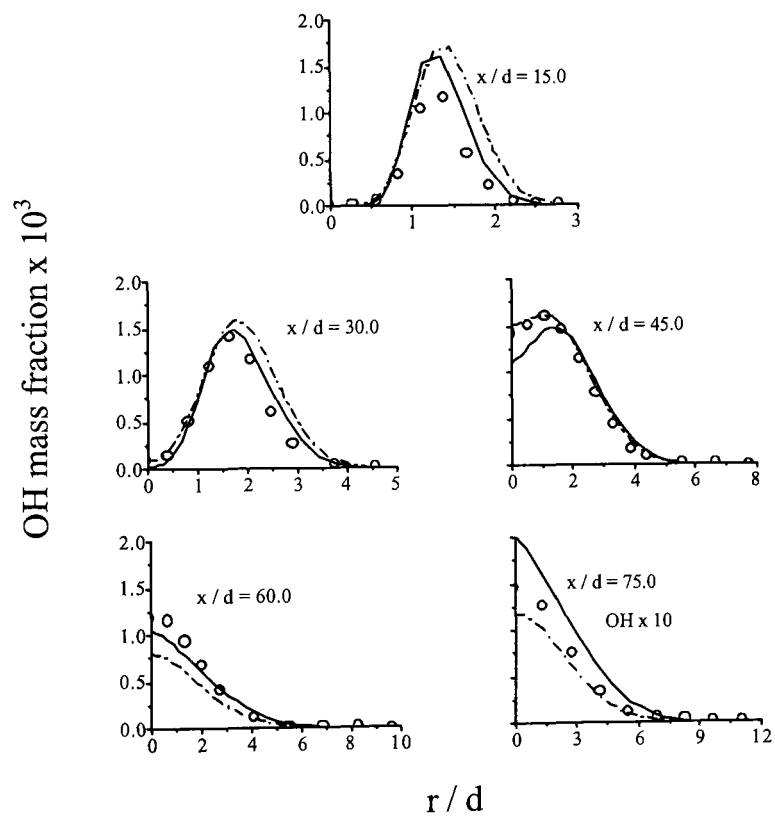 OH mass fraction x 10³
2.0
1.5
1.0
0.5
0.0
x / d = 15.0
0 1 2 3
2.0
1.5
1.0
0.5
0.0
x / d = 30.0
0 1 2 3 4 5
x / d = 45.0
0 2 4 6 8
2.0
1.5
1.0
0.5
0.0
x / d = 60.0
0 2 4 6 8 10
x / d = 75.0
OH x 10
0 3 6 9 12
r / d